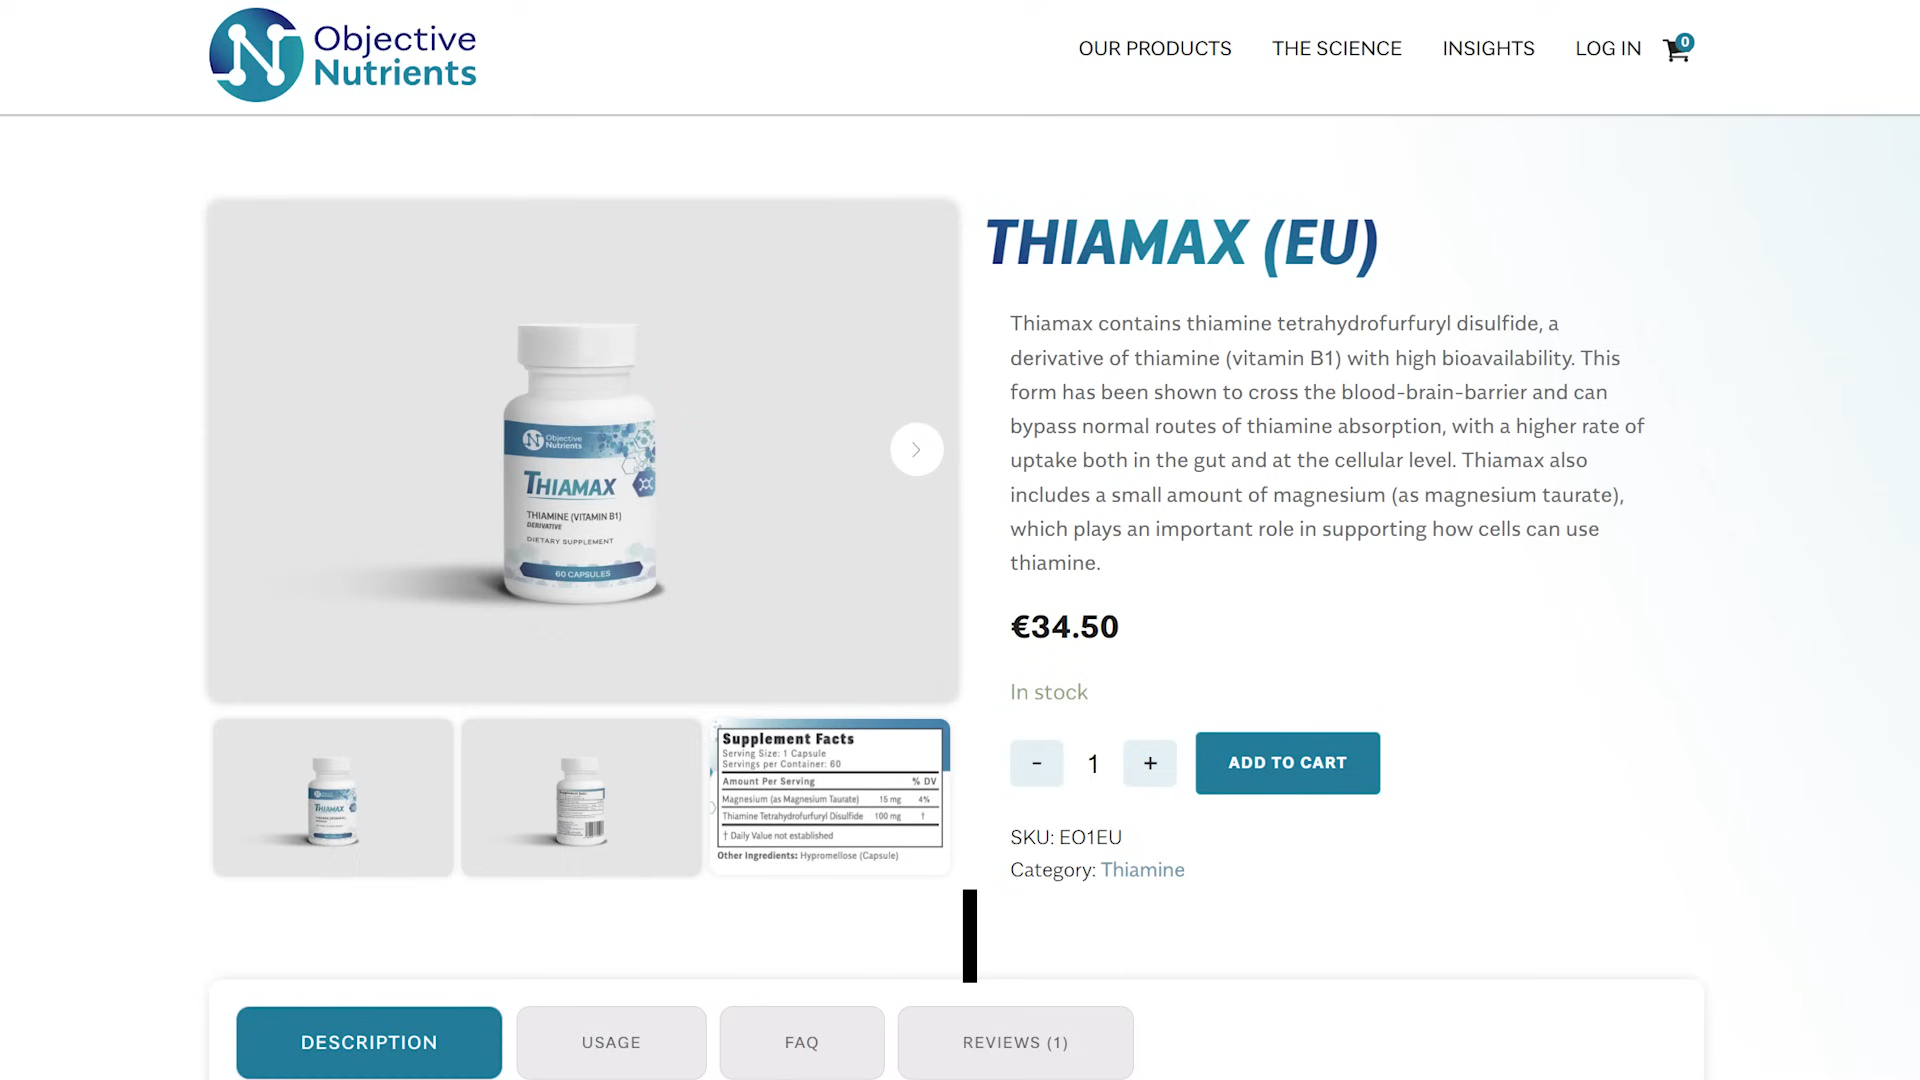 Objective
Nutrients
OUR PRODUCTS
THE SCIENCE
INSIGHTS
LOG IN
0
THIAMAX (EU)
Thiamax contains thiamine tetrahydrofurfuryl disulfide, a
derivative of thiamine (vitamin B1) with high bioavailability. This
form has been shown to cross the blood-brain-barrier and can
bypass normal routes of thiamine absorption, with a higher rate of
uptake both in the gut and at the cellular level. Thiamax also
includes a small amount of magnesium (as magnesium taurate),
which plays an important role in supporting how cells can use
thiamine.
€34.50
In stock
- 1 +
ADD TO CART
SKU: EO1EU
Category: Thiamine
Objective
Nutrients
THIAMAX
THIAMINE (VITAMIN B1)
DERIVATIVE
DIETARY SUPPLEMENT
60 CAPSULES
THIAMAX
Supplement Facts
Serving Size: 1 Capsule
Servings per Container: 60
Amount Per Serving % DV
Magnesium (as Magnesium Taurate) 15 mg 4%
Thiamine Tetrahydrofurfuryl Disulfide 100 mg †
† Daily Value not established
Other Ingredients: Hypromellose (Capsule)
DESCRIPTION
USAGE
FAQ
REVIEWS (1)